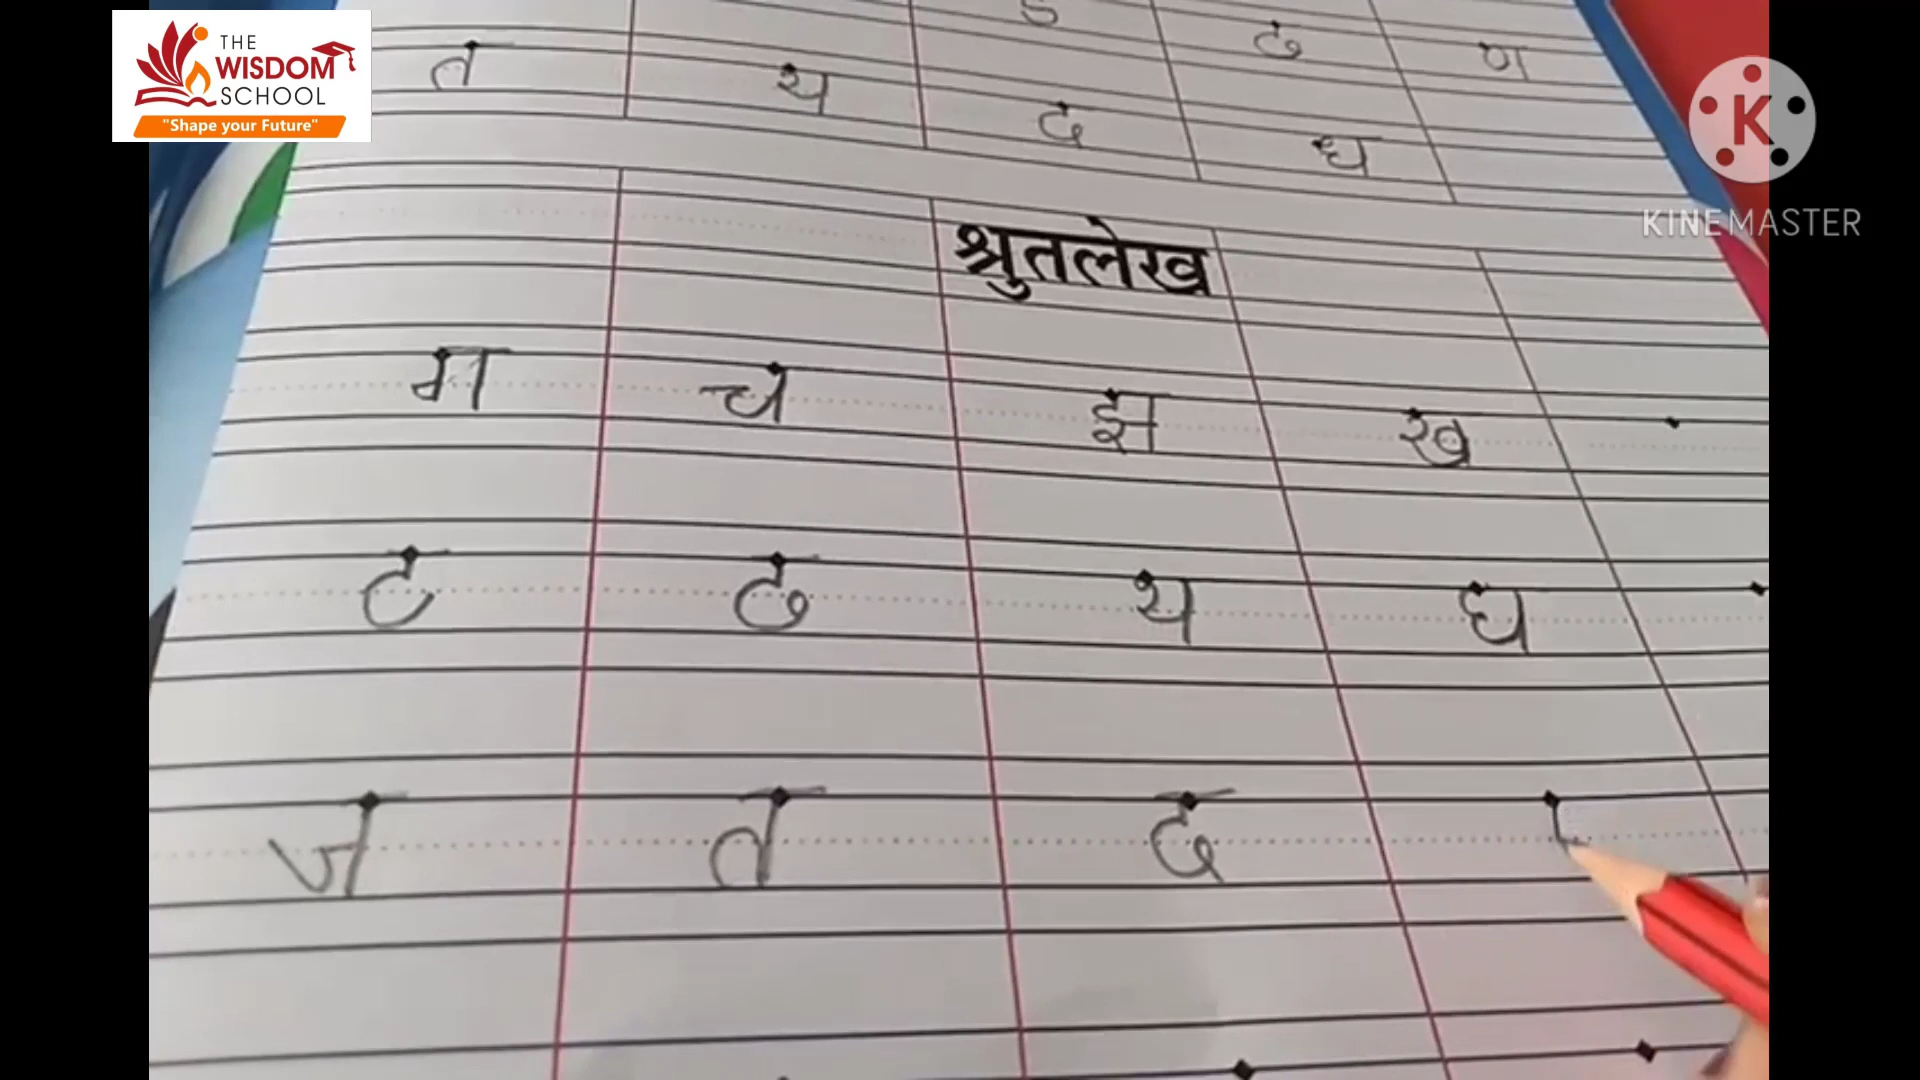 THE
WISDOM
SCHOOL
"Shape your Future"
K
KINEMASTER
ड ढ ण
त थ द ध
श्रुतलेख
ग च झ ख
ट ढ थ घ
ज त द